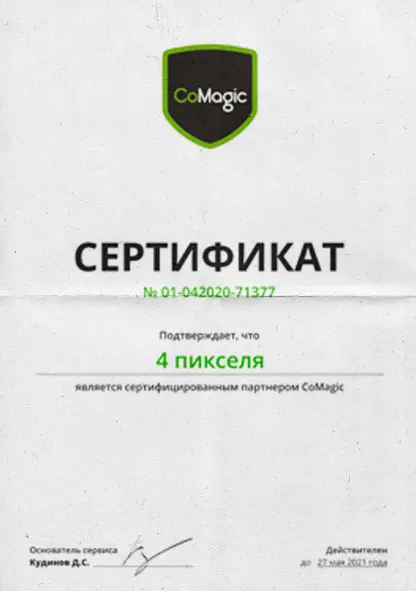 CoMagic
СЕРТИФИКАТ
№ 01-042020-71377
Подтверждает, что
4 пикселя
является сертифицированным партнером CoMagic
Основатель сервиса
Кудинов Д.С.
Действителен
до 27 мая 2021 года